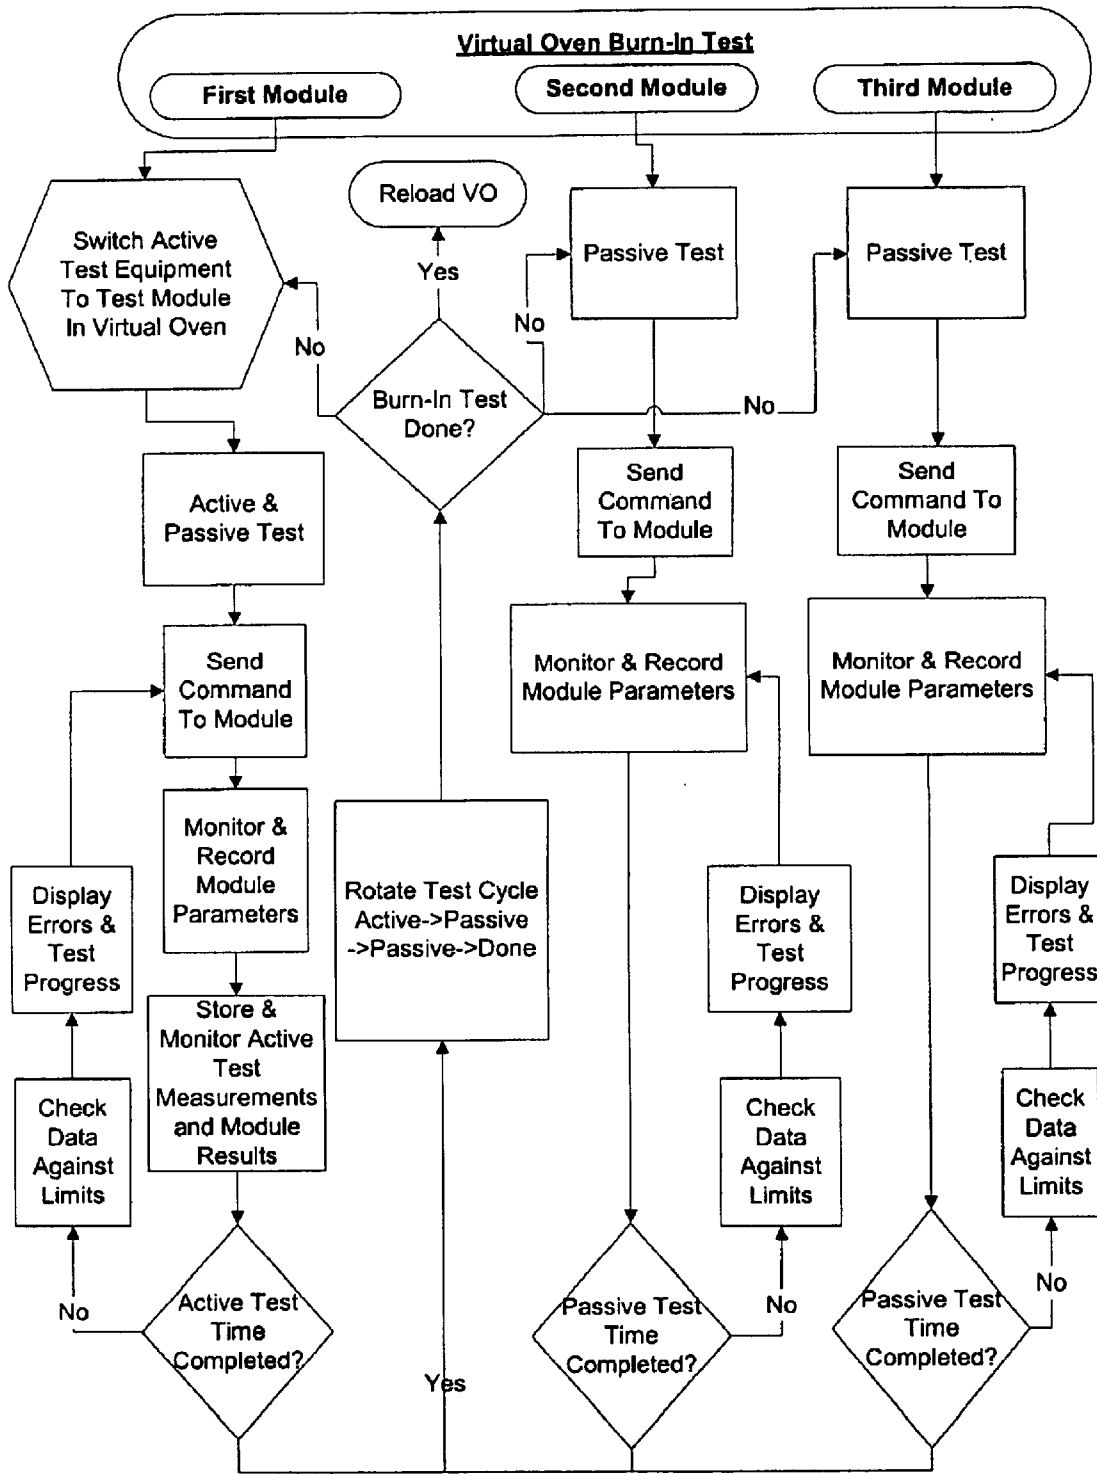 Virtual Oven Burn-In Test
First Module
Second Module
Third Module
Reload VO
Switch Active
Test Equipment
To Test Module
In Virtual Oven
Yes
Passive Test
Passive Test
No
No
No
Burn-In Test
Done?
Active &
Passive Test
Send
Command
To Module
Send
Command To
Module
Send
Command
To Module
Monitor & Record
Module Parameters
Monitor & Record
Module Parameters
Monitor &
Record
Module
Parameters
Display
Errors &
Test
Progress
Rotate Test Cycle
Active->Passive
->Passive->Done
Display
Errors &
Test
Progress
Display
Errors &
Test
Progress
Store &
Monitor Active
Test
Measurements
and Module
Results
Check
Data
Against
Limits
Check
Data
Against
Limits
Check
Data
Against
Limits
No
Active Test
Time
Completed?
Yes
Passive Test
Time
Completed?
No
Passive Test
Time
Completed?
No